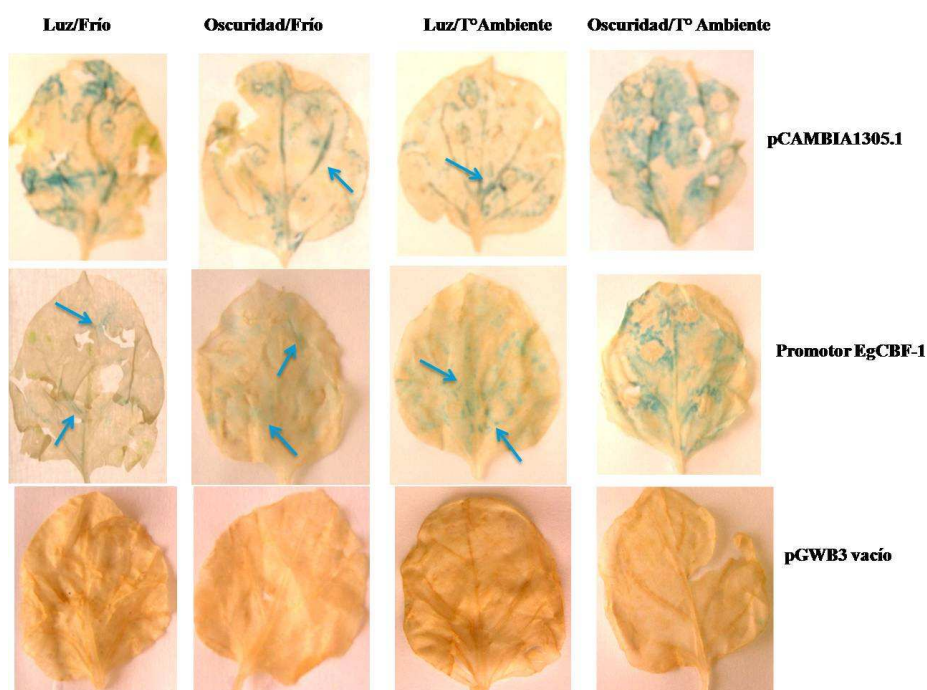 Luz/Frío
Oscuridad/Frío
Luz/T°Ambiente
Oscuridad/T° Ambiente
pCAMBIA1305.1
Promotor EgCBF-1
pGWB3 vacío